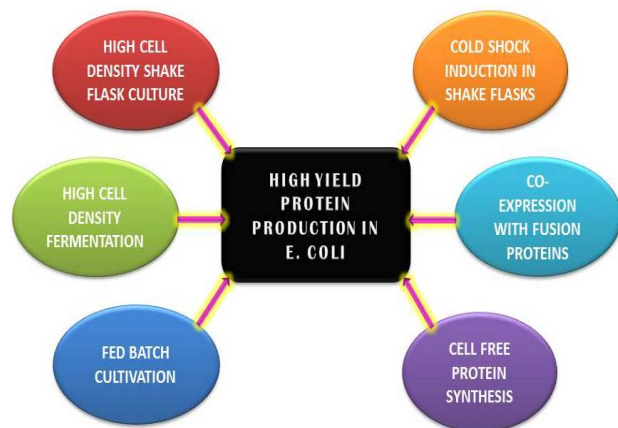 HIGH CELL
DENSITY SHAKE
FLASK CULTURE
COLD SHOCK
INDUCTION IN
SHAKE FLASKS
HIGH CELL
DENSITY
FERMENTATION
HIGH YIELD
PROTEIN
PRODUCTION IN
E. COLI
CO-
EXPRESSION
WITH FUSION
PROTEINS
FED BATCH
CULTIVATION
CELL FREE
PROTEIN
SYNTHESIS